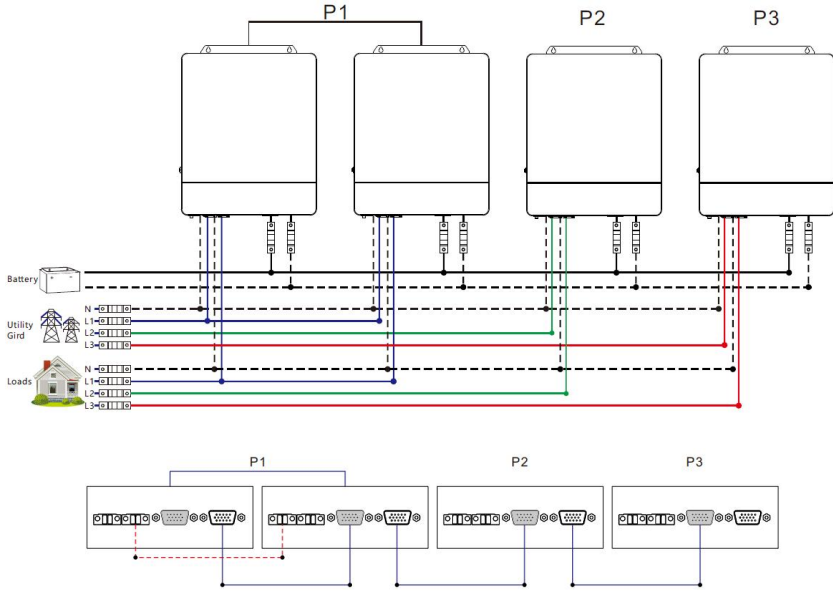 P1 P2 P3
Battery
N
L1
Utility
Gird
L2
L3
N
Loads
L1
L2
L3
P1 P2 P3